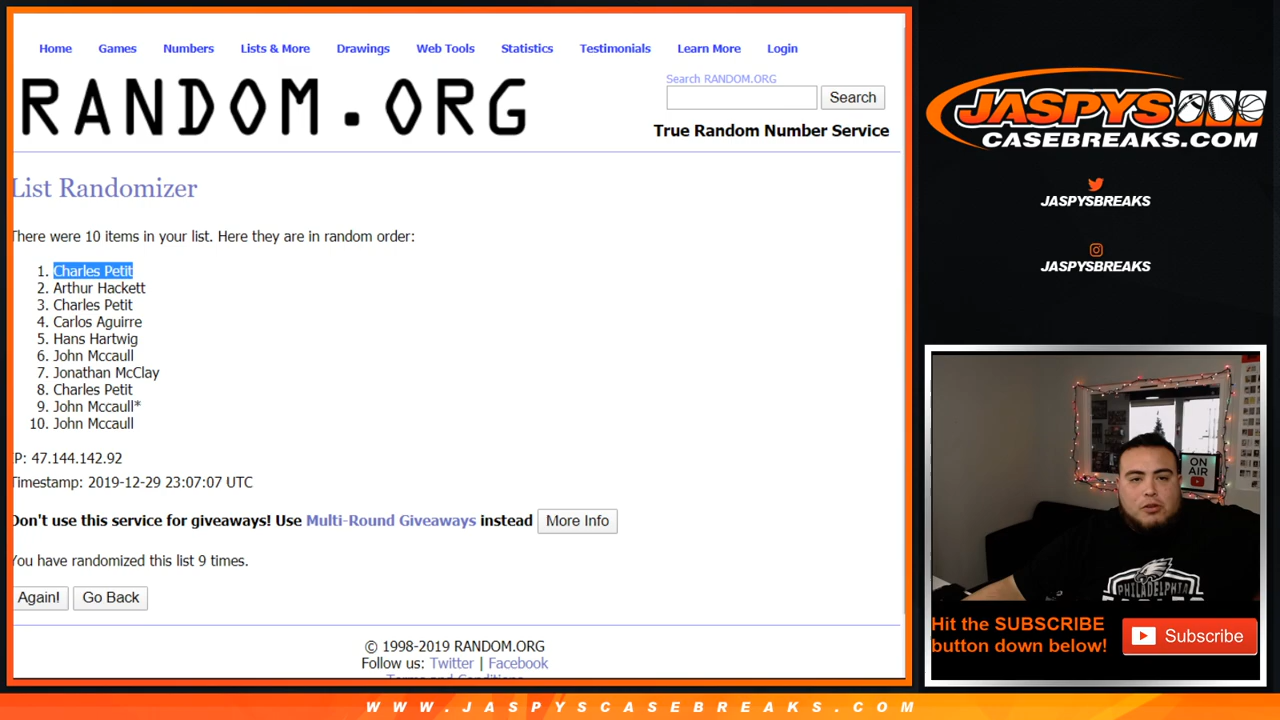 Home Games Numbers Lists & More Drawings Web Tools Statistics Testimonials Learn More Login
RANDOM.ORG
Search RANDOM.ORG
Search
True Random Number Service
List Randomizer
There were 10 items in your list. Here they are in random order:
1. Charles Petit
2. Arthur Hackett
3. Charles Petit
4. Carlos Aguirre
5. Hans Hartwig
6. John Mccaull
7. Jonathan McClay
8. Charles Petit
9. John Mccaull*
10. John Mccaull
IP: 47.144.142.92
Timestamp: 2019-12-29 23:07:07 UTC
Don't use this service for giveaways! Use Multi-Round Giveaways instead More Info
You have randomized this list 9 times.
Again! Go Back
© 1998-2019 RANDOM.ORG
Follow us: Twitter | Facebook
Terms and Conditions
JASPYS
CASEBREAKS.COM
JASPYSBREAKS
JASPYSBREAKS
ON
AIR
PHILADELPHIA
Hit the SUBSCRIBE
button down below!
Subscribe
WWW.JASPYSCASEBREAKS.COM